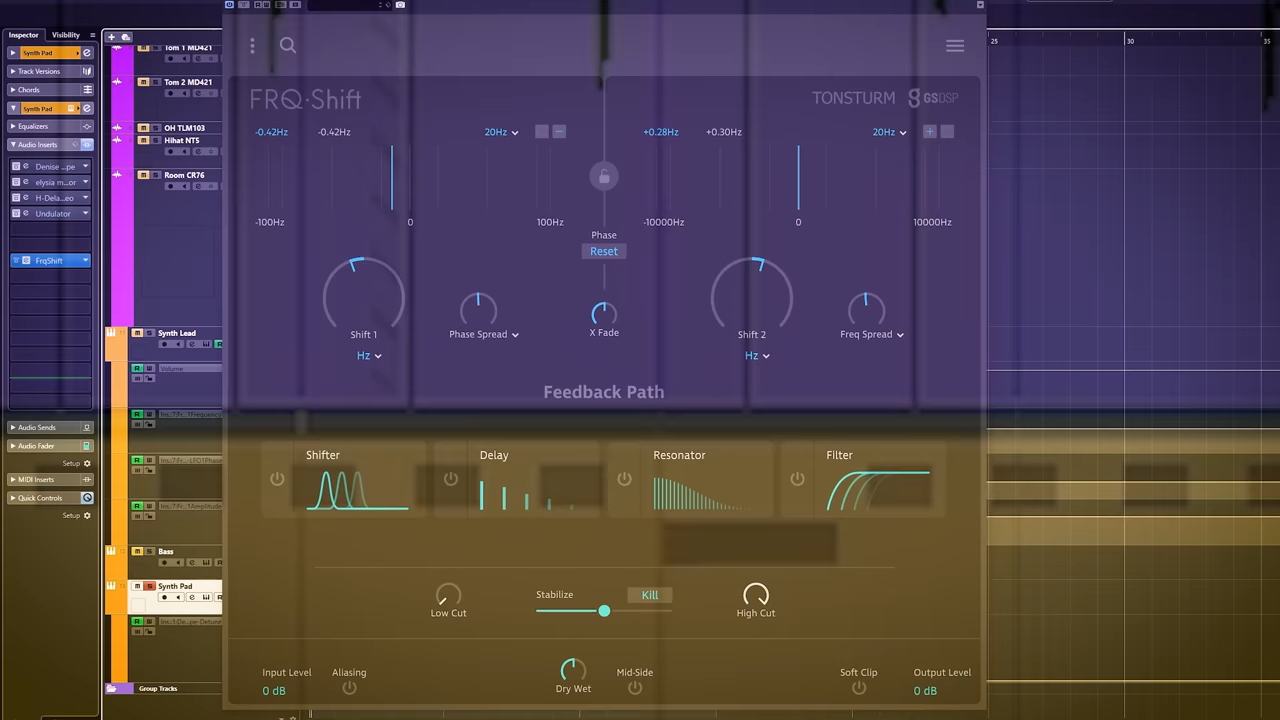 Inspector Visibility
Synth Pad
Track Versions
Chords
Synth Pad
Equalizers
Audio Inserts
Denise ...pe
elysia m...or
H-Dela...eo
Undulator
FrqShift
Audio Sends
Audio Fader
Setup
MIDI Inserts
Quick Controls
Setup
Tom 1 MD421
Tom 2 MD421
OH TLM103
Hihat NT5
Room CR76
Synth Lead
Volume
Bass
Synth Pad
Group Tracks
25 30 35
FRQ·Shift
TONSTURM GSDSP
-0.42Hz -0.42Hz 20Hz
+0.28Hz +0.30Hz 20Hz
-100Hz 0 100Hz
-10000Hz 0 10000Hz
Phase
Reset
Shift 1 Phase Spread X Fade Shift 2 Freq Spread
Hz Hz
Feedback Path
Shifter Delay Resonator Filter
Low Cut Stabilize Kill High Cut
Input Level Aliasing Dry Wet Mid-Side Soft Clip Output Level
0 dB 0 dB